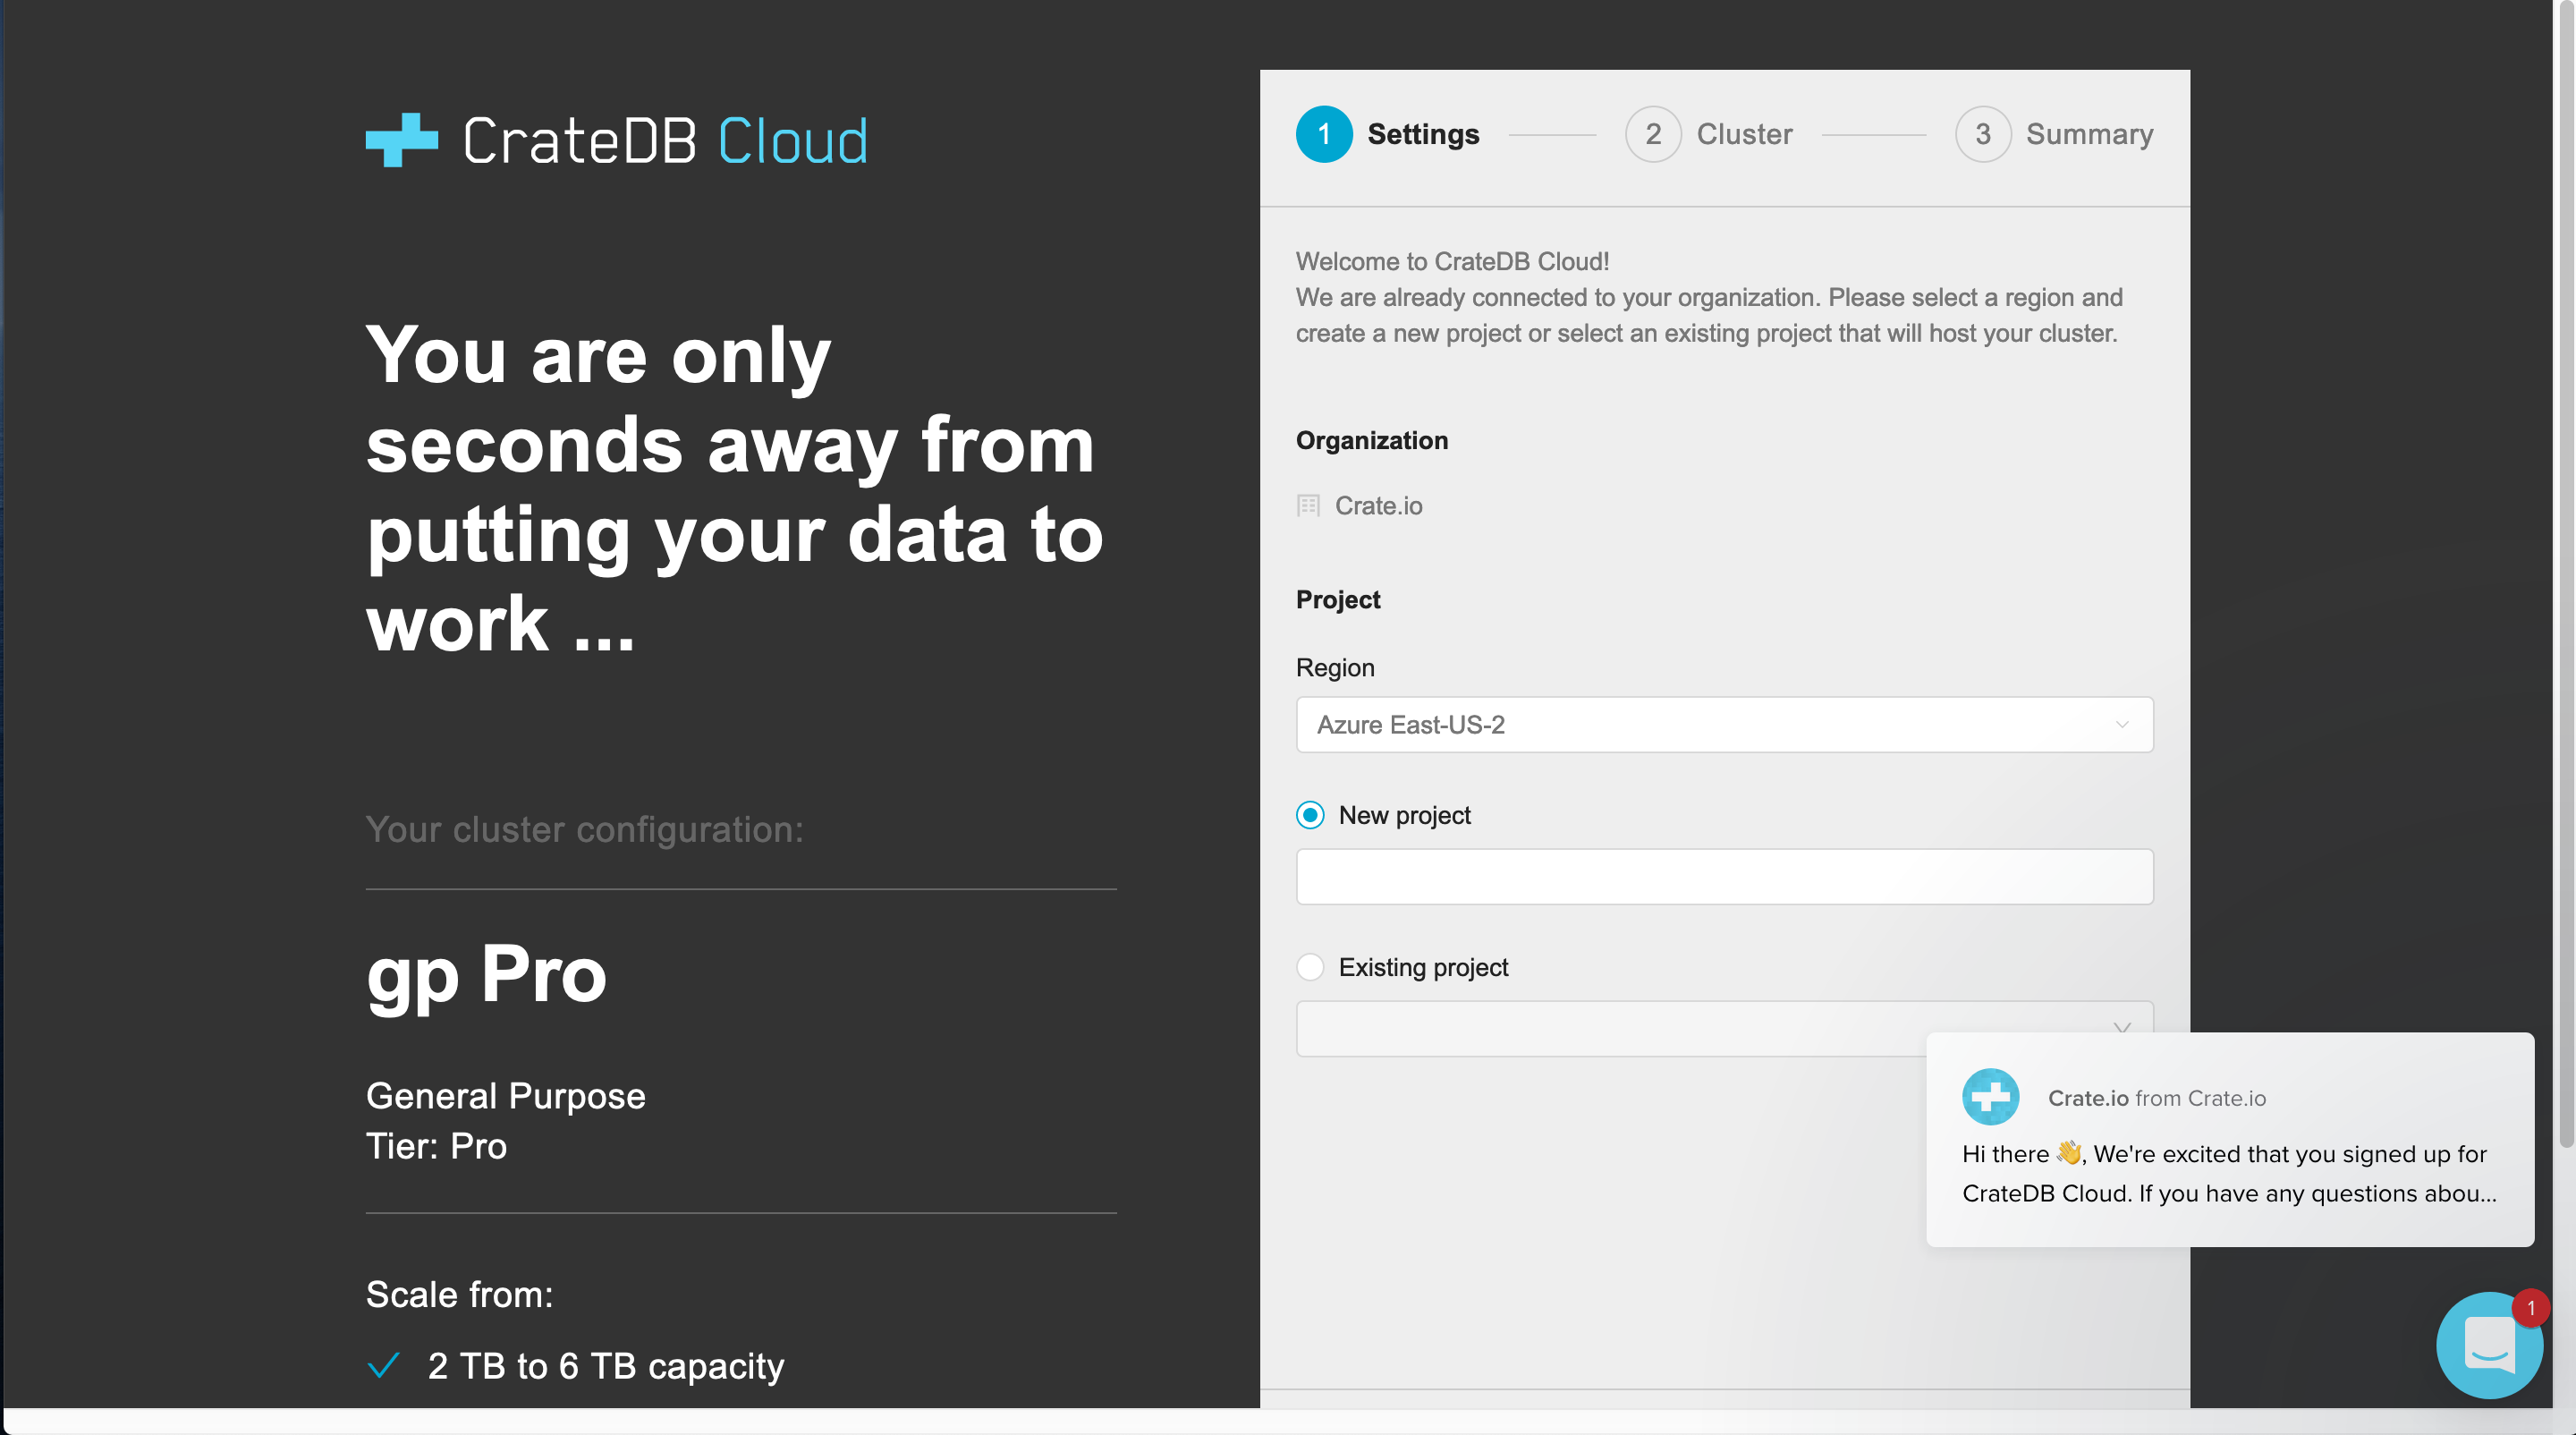 CrateDB Cloud
You are only
seconds away from
putting your data to
work ...
Your cluster configuration:
gp Pro
General Purpose
Tier: Pro
Scale from:
2 TB to 6 TB capacity
1 Settings 2 Cluster 3 Summary
Welcome to CrateDB Cloud!
We are already connected to your organization. Please select a region and
create a new project or select an existing project that will host your cluster.
Organization
Crate.io
Project
Region
Azure East-US-2
New project
Existing project
Crate.io from Crate.io
Hi there 👋, We're excited that you signed up for
CrateDB Cloud. If you have any questions abou...
1